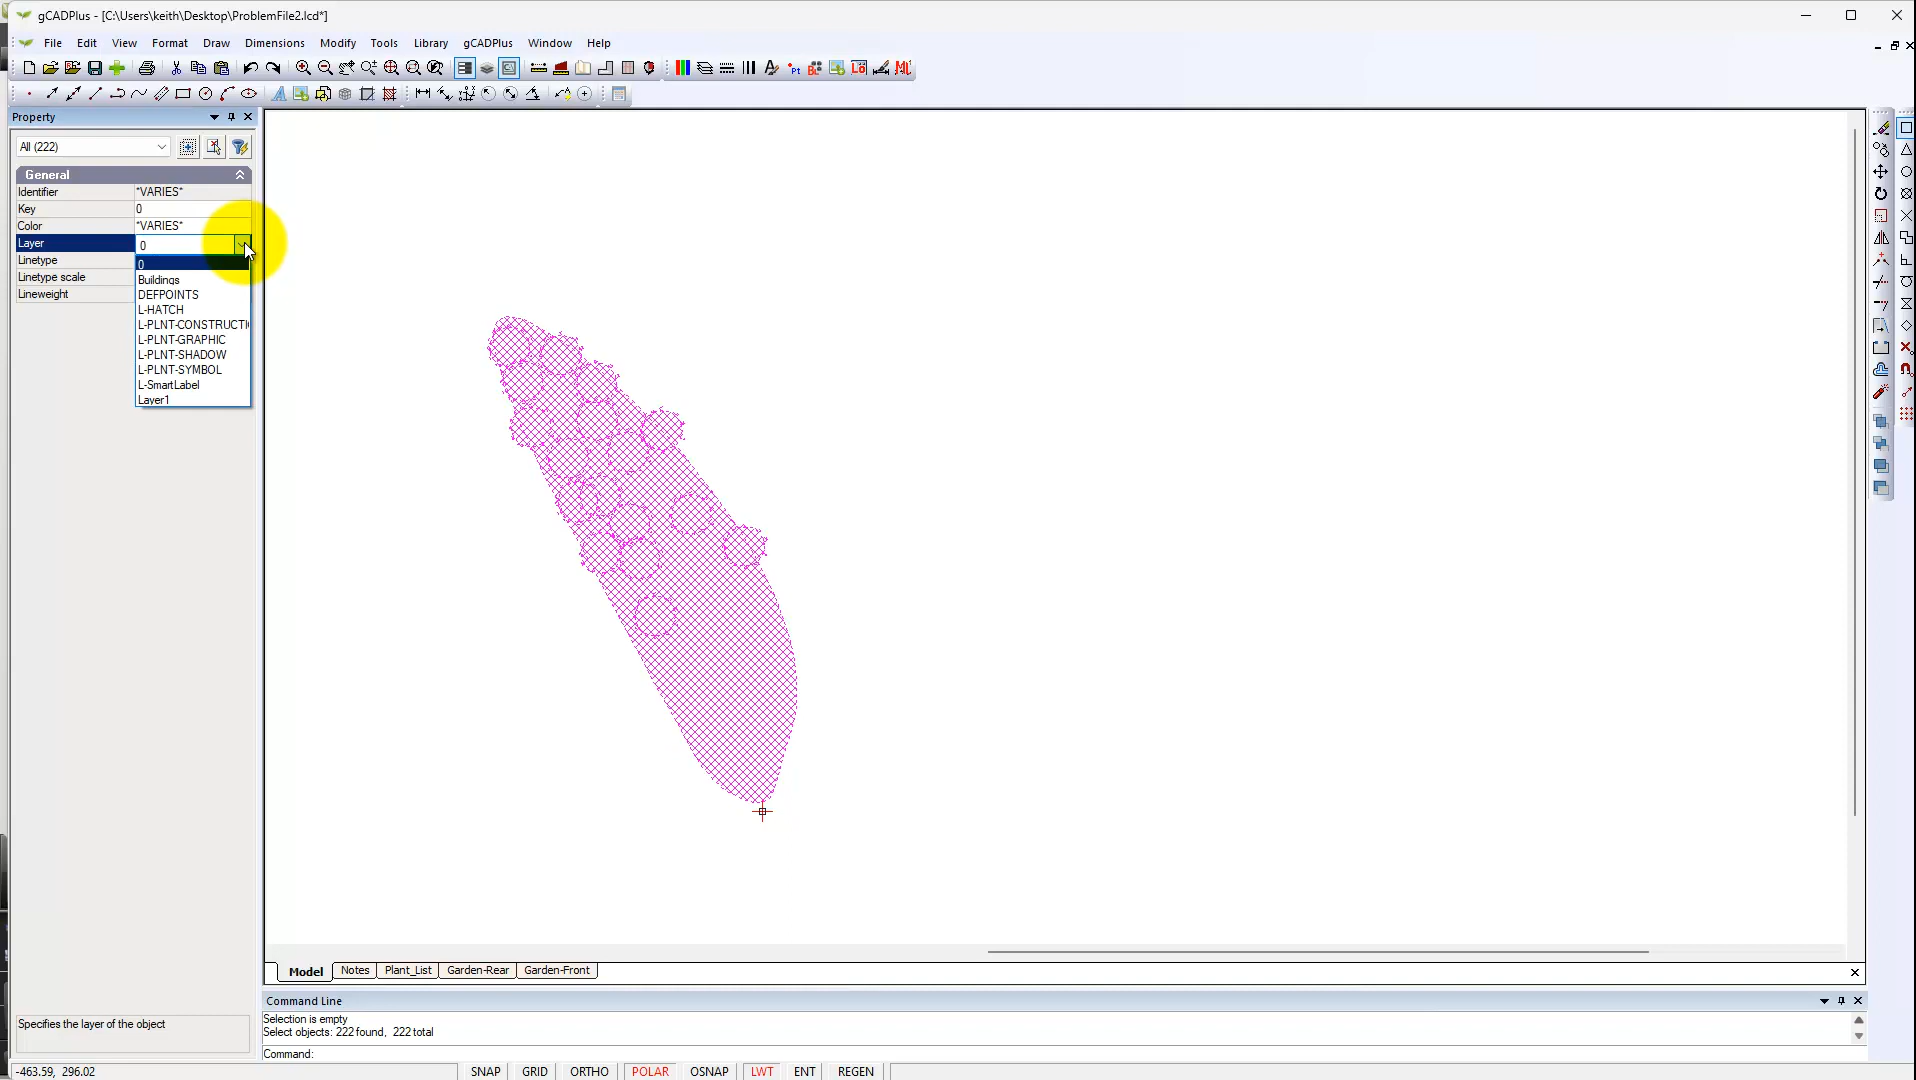 gCADPlus - [C:\Users\keith\Desktop\ProblemFile2.lcd*]
File Edit View Format Draw Dimensions Modify Tools Library gCADPlus Window Help
Property
All (222)
General
Identifier *VARIES*
Key 0
Color *VARIES*
Layer 0
Linetype
Linetype scale
Lineweight
0
Buildings
DEFPOINTS
L-HATCH
L-PLNT-CONSTRUCTI
L-PLNT-GRAPHIC
L-PLNT-SHADOW
L-PLNT-SYMBOL
L-SmartLabel
Layer1
Model Notes Plant_List Garden-Rear Garden-Front
Command Line
Selection is empty
Select objects: 222 found, 222 total
Command:
Specifies the layer of the object
-463.59, 296.02 SNAP GRID ORTHO POLAR OSNAP LWT ENT REGEN